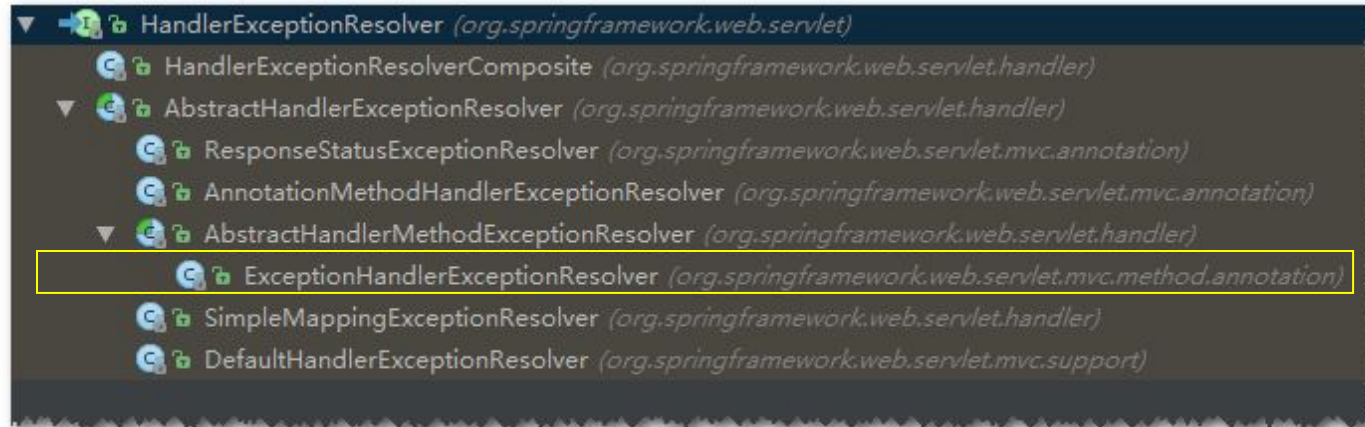 HandlerExceptionResolver (org.springframework.web.servlet)
HandlerExceptionResolverComposite (org.springframework.web.servlet.handler)
AbstractHandlerExceptionResolver (org.springframework.web.servlet.handler)
ResponseStatusExceptionResolver (org.springframework.web.servlet.mvc.annotation)
AnnotationMethodHandlerExceptionResolver (org.springframework.web.servlet.mvc.annotation)
AbstractHandlerMethodExceptionResolver (org.springframework.web.servlet.handler)
ExceptionHandlerExceptionResolver (org.springframework.web.servlet.mvc.method.annotation)
SimpleMappingExceptionResolver (org.springframework.web.servlet.handler)
DefaultHandlerExceptionResolver (org.springframework.web.servlet.mvc.support)